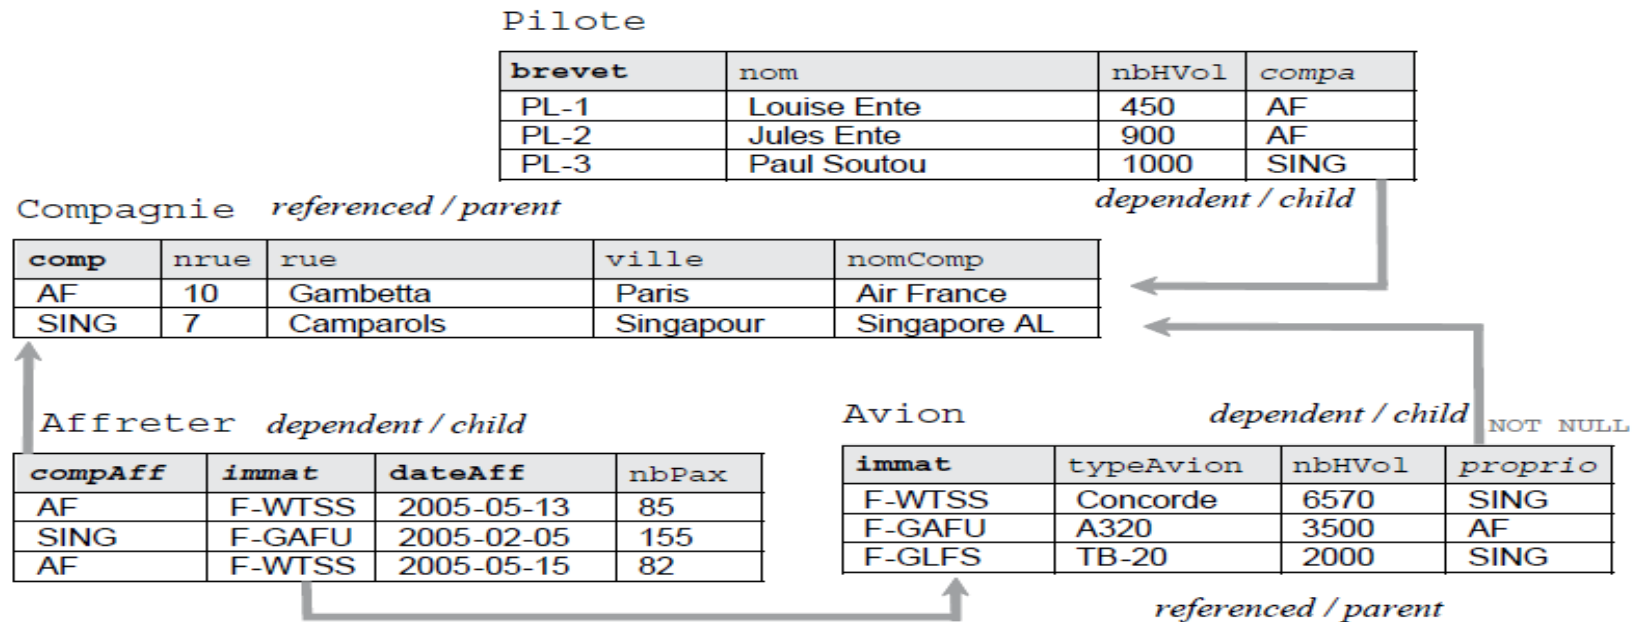 Pilote
brevet nom nbHVol compa
PL-1 Louise Ente 450 AF
PL-2 Jules Ente 900 AF
PL-3 Paul Soutou 1000 SING
Compagnie referenced / parent dependent / child
comp nrue rue ville nomComp
AF 10 Gambetta Paris Air France
SING 7 Camparols Singapour Singapore AL
Affreter dependent / child
compAff immat dateAff nbPax
AF F-WTSS 2005-05-13 85
SING F-GAFU 2005-02-05 155
AF F-WTSS 2005-05-15 82
Avion dependent / child NOT NULL
immat typeAvion nbHVol proprio
F-WTSS Concorde 6570 SING
F-GAFU A320 3500 AF
F-GLFS TB-20 2000 SING
referenced / parent